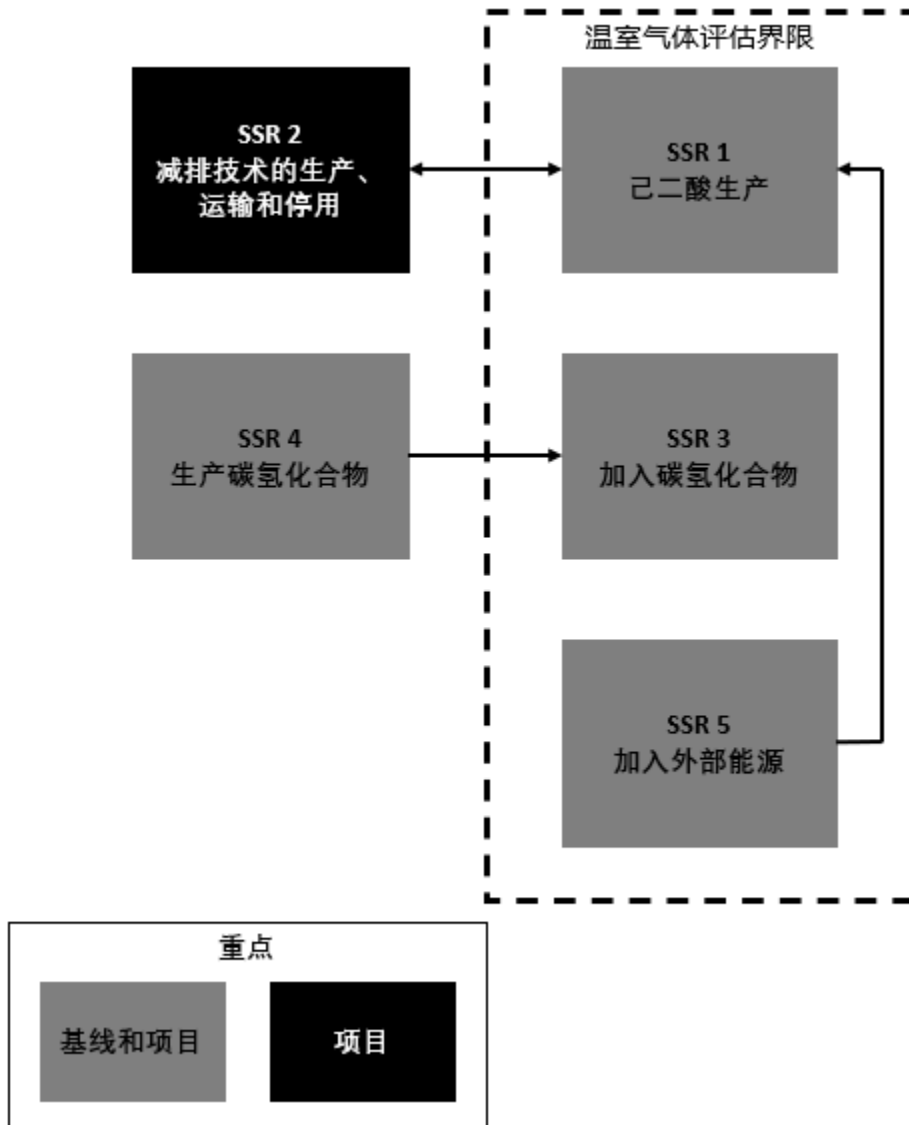 温室气体评估界限
SSR 2
减排技术的生产、
运输和停用
SSR 1
己二酸生产
SSR 4
生产碳氢化合物
SSR 3
加入碳氢化合物
SSR 5
加入外部能源
重点
基线和项目
项目